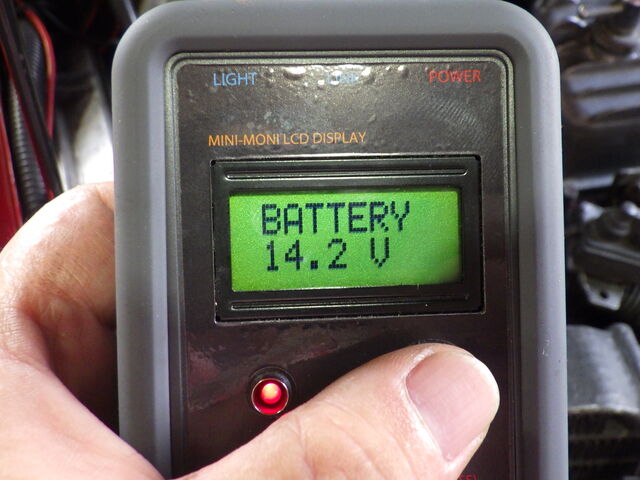 LIGHT POWER
MINI-MONI LCD DISPLAY
BATTERY
14.2 V